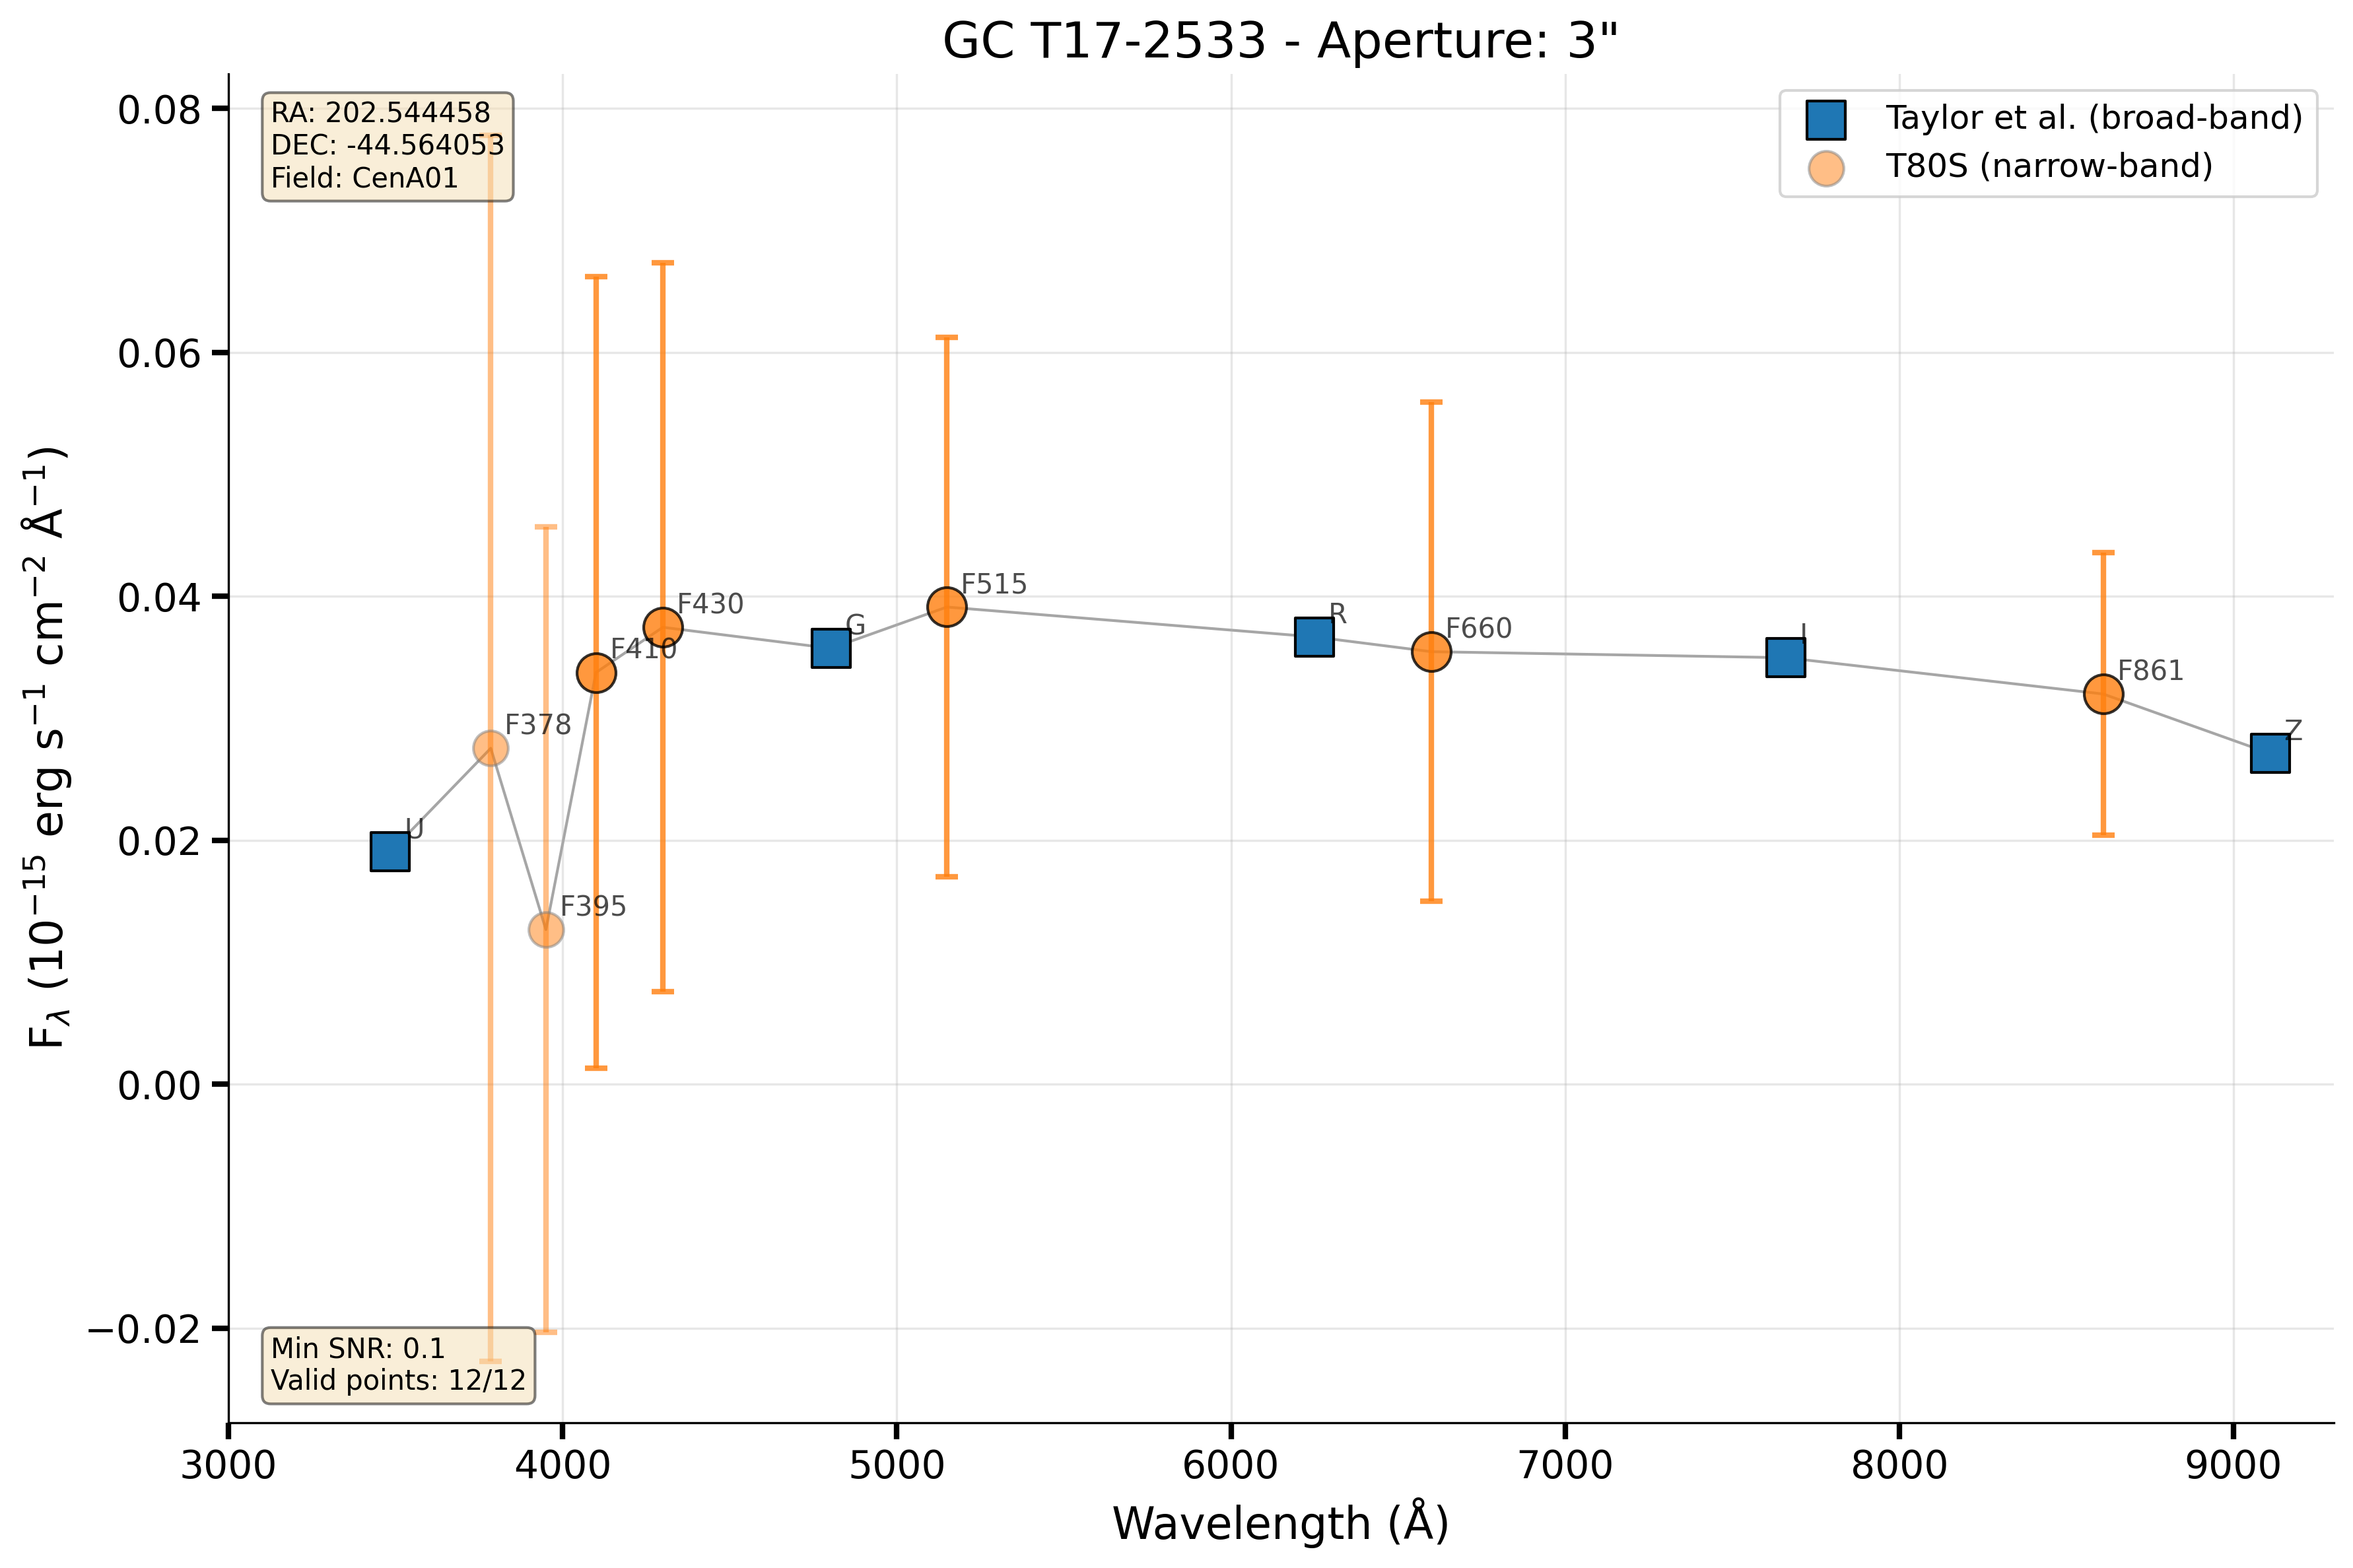 GC T17-2533 - Aperture: 3"
RA: 202.544458
DEC: -44.564053
Field: CenA01
Taylor et al. (broad-band)
T80S (narrow-band)
0.08
0.06
0.04
0.02
0.00
−0.02
F_λ (10⁻¹⁵ erg s⁻¹ cm⁻² Å⁻¹)
U
F378
F395
F410
F430
G
F515
R
F660
I
F861
Z
Min SNR: 0.1
Valid points: 12/12
3000
4000
5000
6000
7000
8000
9000
Wavelength (Å)